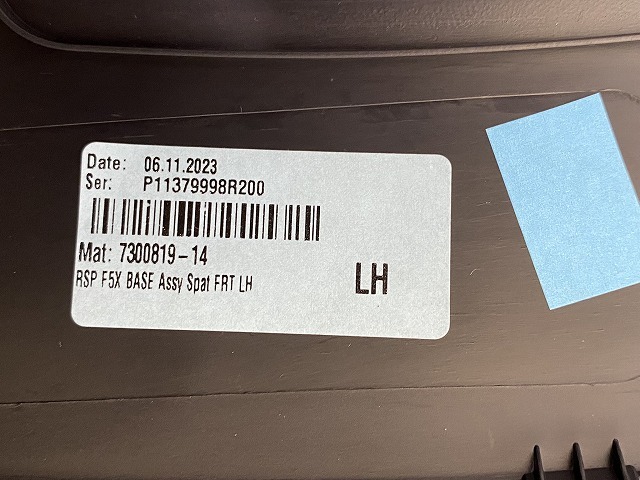 Date: 06.11.2023
Ser: P11379998R200
Mat: 7300819-14
RSP F5X BASE Assy Spat FRT LH
LH